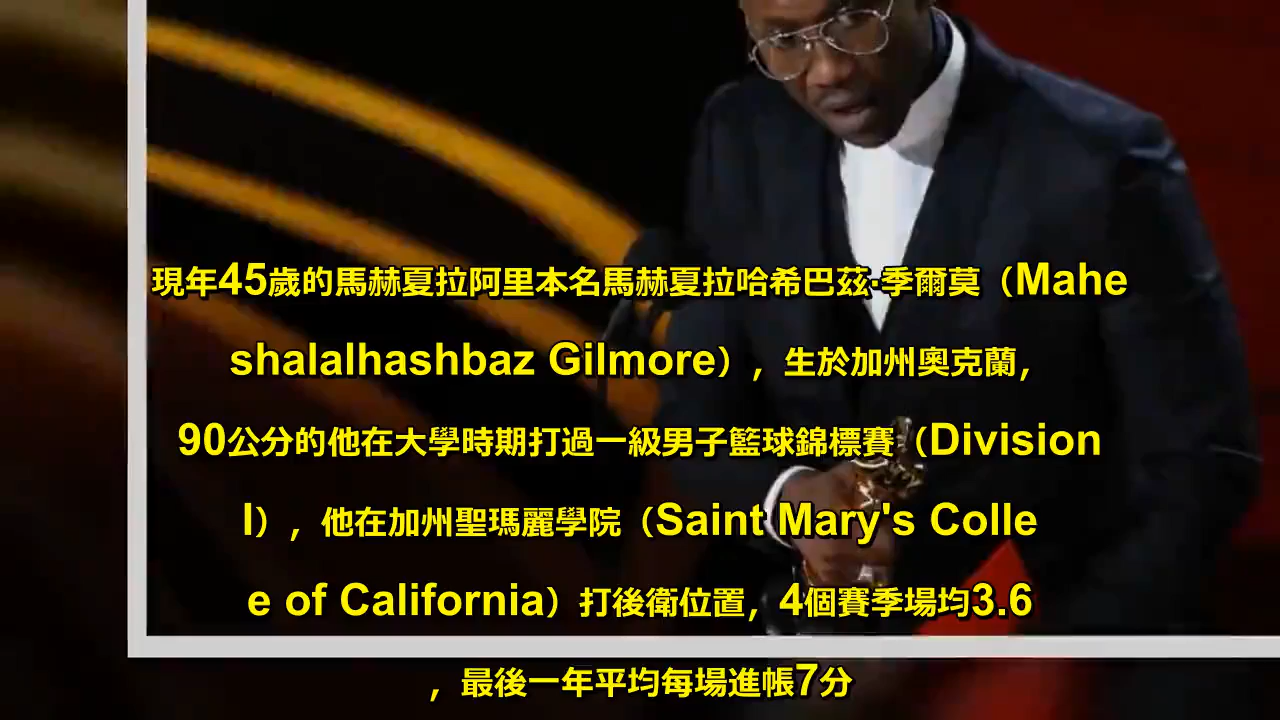 現年45歲的馬赫夏拉阿里本名馬赫夏拉哈希巴茲·季爾莫（Mahe
shalalhashbaz Gilmore），生於加州奧克蘭，
90公分的他在大學時期打過一級男子籃球錦標賽（Division
I），他在加州聖瑪麗學院（Saint Mary's Colle
e of California）打後衛位置，4個賽季場均3.6
，最後一年平均每場進帳7分